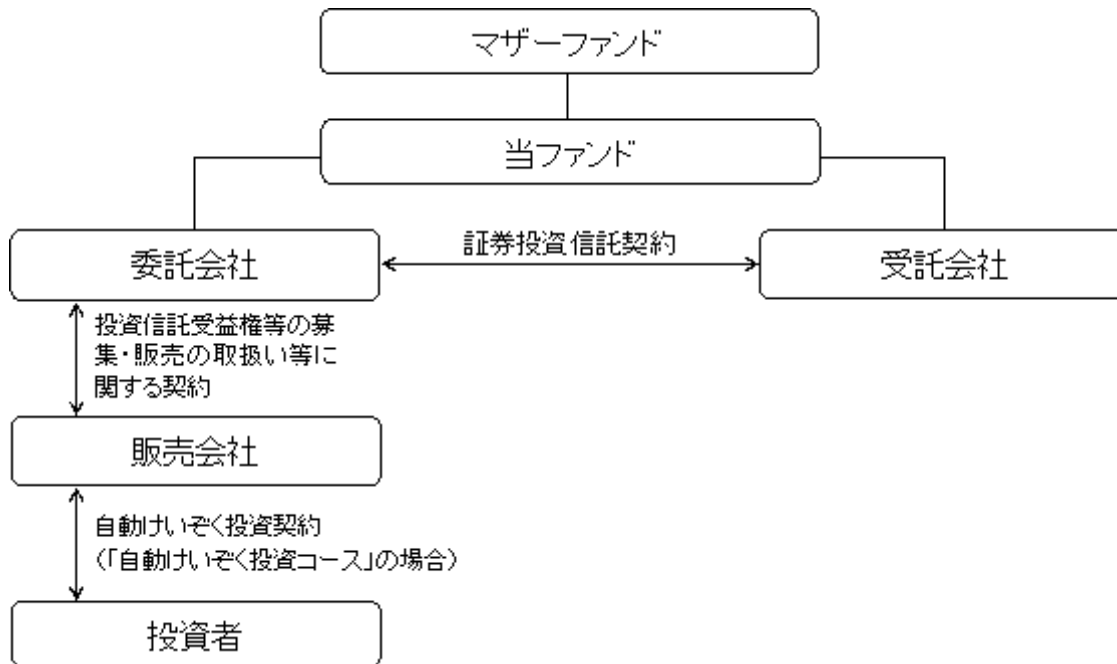 マザーファンド
当ファンド
委託会社
証券投資信託契約
受託会社
投資信託受益権等の募
集・販売の取扱い等に
関する契約
販売会社
自動けいぞく投資契約
(「自動けいぞく投資コース」の場合)
投資者